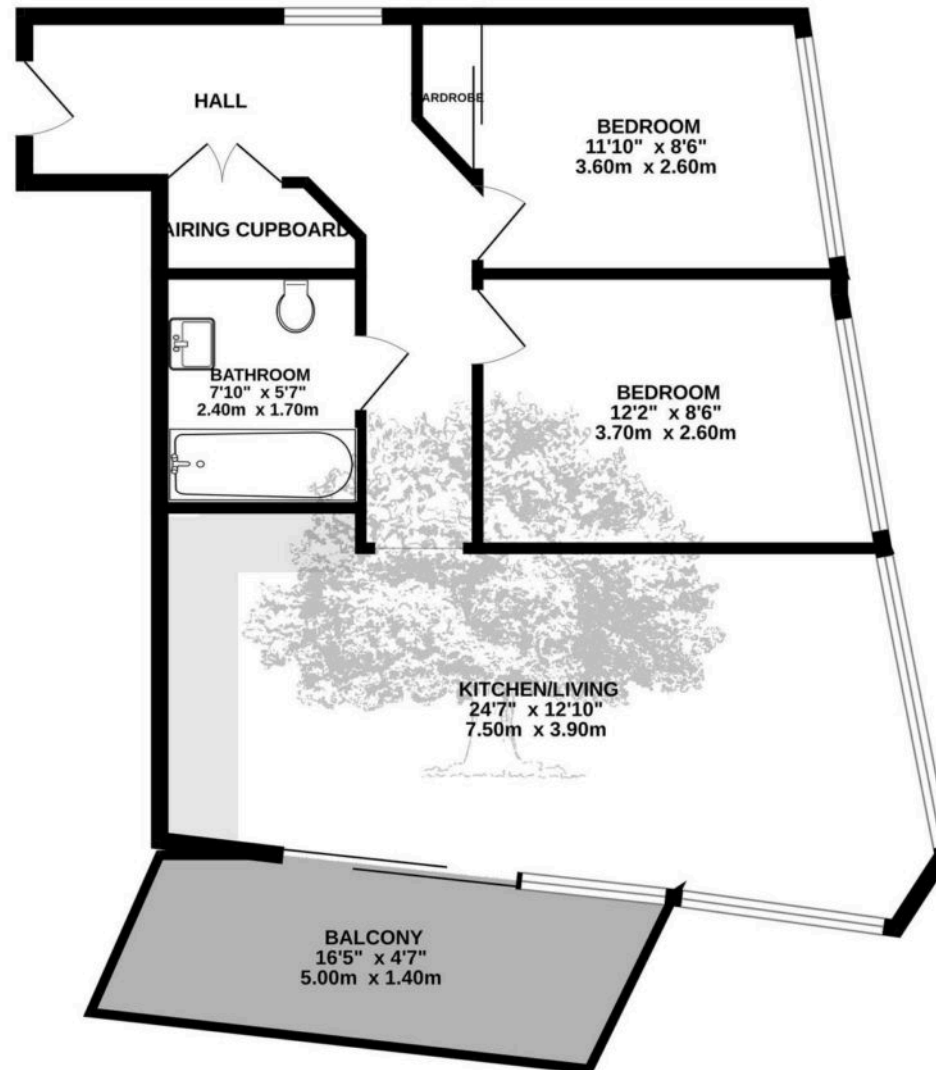 HALL
WARDROBE
BEDROOM
11'10" x 8'6"
3.60m x 2.60m
AIRING CUPBOARD
BATHROOM
7'10" x 5'7"
2.40m x 1.70m
BEDROOM
12'2" x 8'6"
3.70m x 2.60m
KITCHEN/LIVING
24'7" x 12'10"
7.50m x 3.90m
BALCONY
16'5" x 4'7"
5.00m x 1.40m